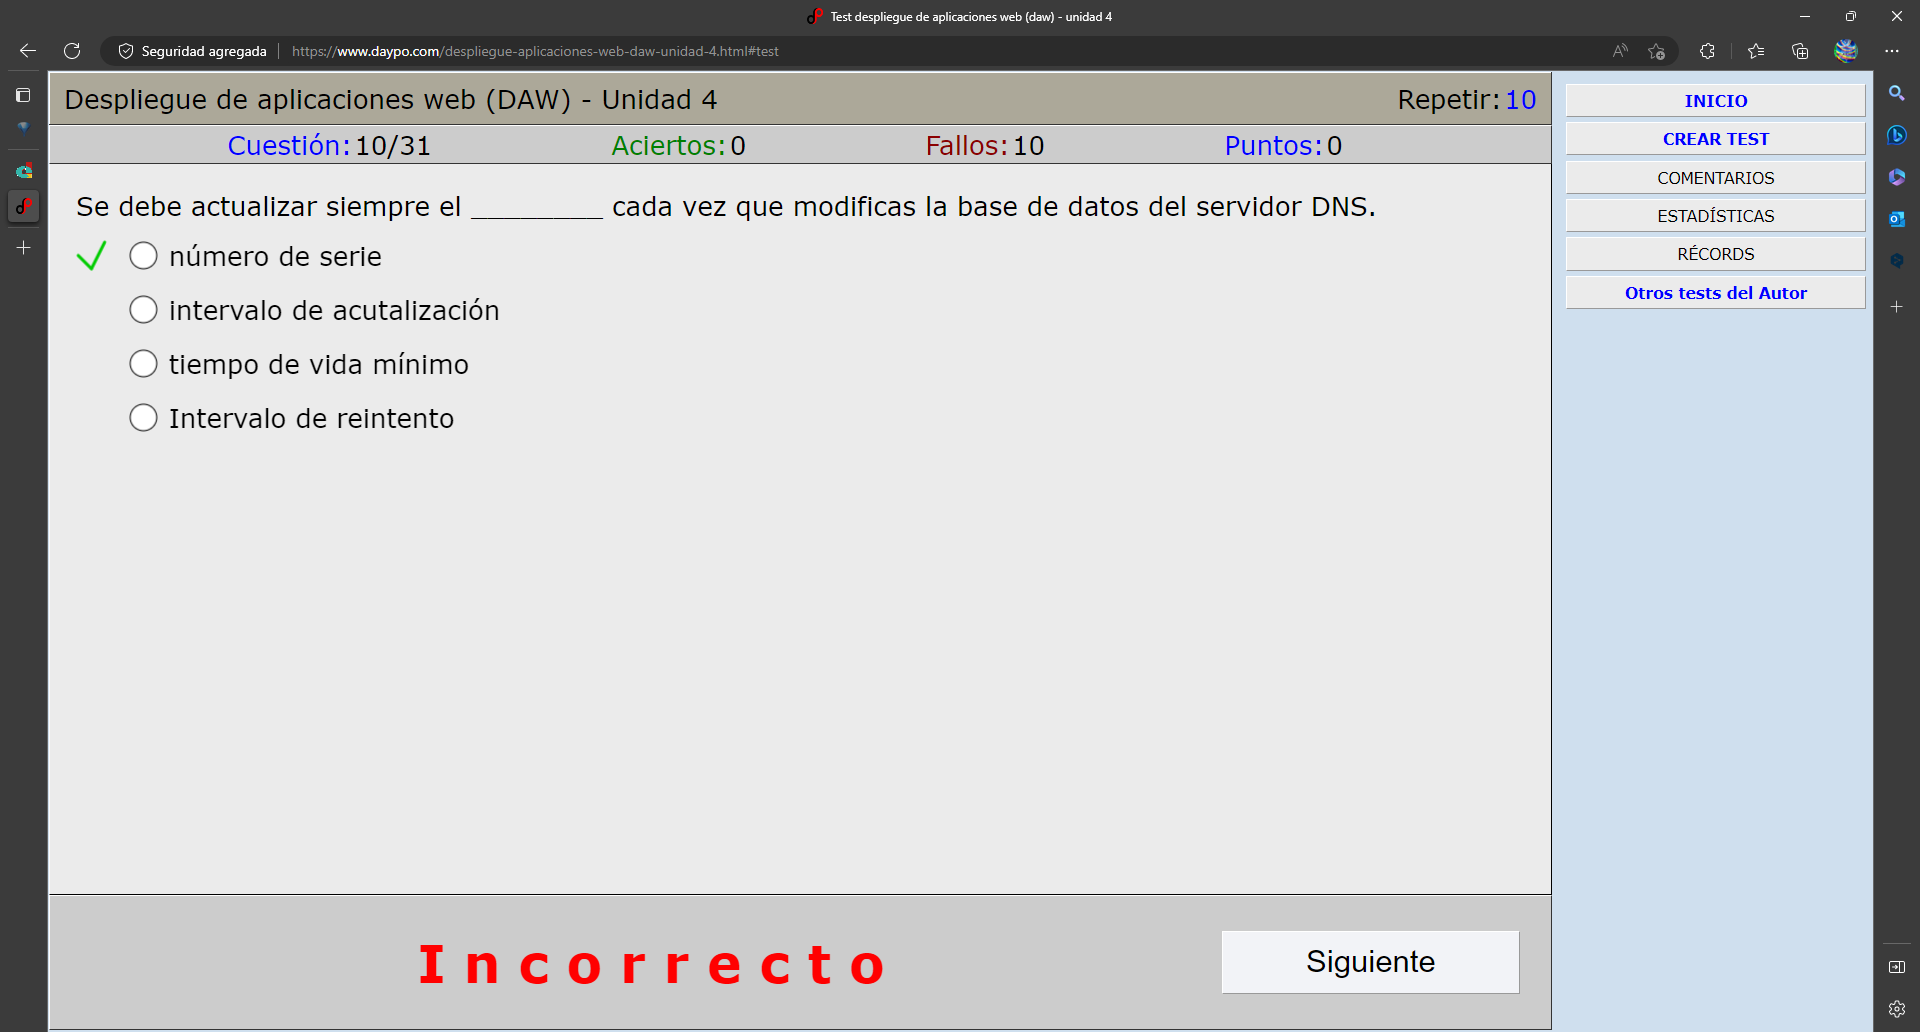 Test despliegue de aplicaciones web (daw) - unidad 4
Seguridad agregada
https://www.daypo.com/despliegue-aplicaciones-web-daw-unidad-4.html#test
Despliegue de aplicaciones web (DAW) - Unidad 4
Repetir:10
Cuestión:10/31
Aciertos:0
Fallos:10
Puntos:0
Se debe actualizar siempre el ________ cada vez que modificas la base de datos del servidor DNS.
número de serie
intervalo de acutalización
tiempo de vida mínimo
Intervalo de reintento
Incorrecto
Siguiente
INICIO
CREAR TEST
COMENTARIOS
ESTADÍSTICAS
RÉCORDS
Otros tests del Autor